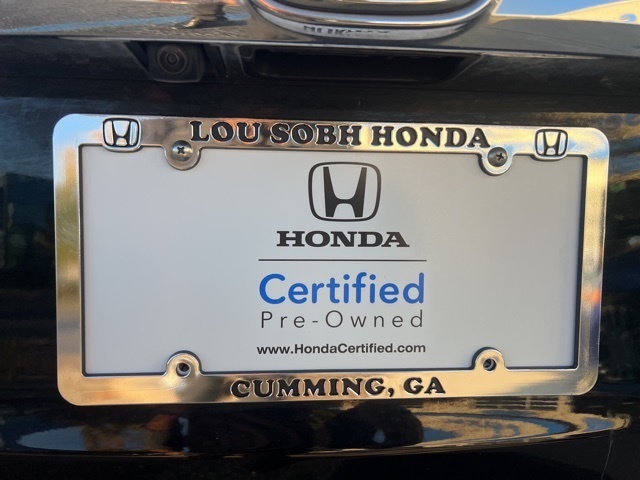 LOU SOBH HONDA
HONDA
Certified
Pre-Owned
www.HondaCertified.com
CUMMING, GA